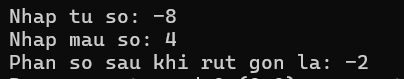 Nhap tu so: -8
Nhap mau so: 4
Phan so sau khi rut gon la: -2